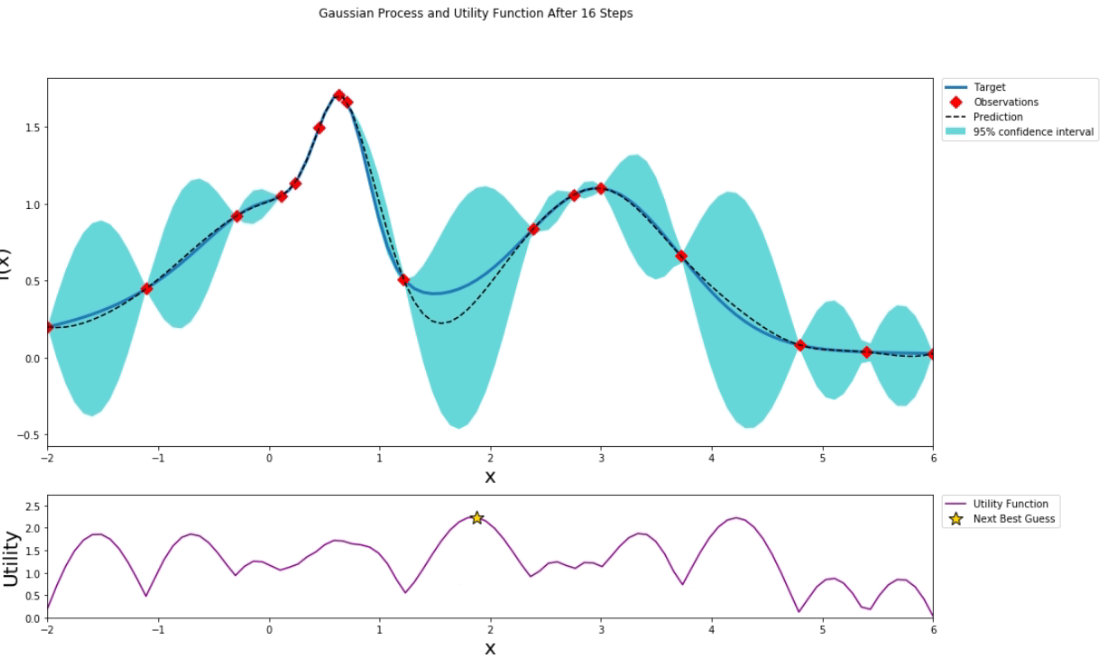 Gaussian Process and Utility Function After 16 Steps
Target
Observations
Prediction
95% confidence interval
1.5
1.0
0.5
0.0
−0.5
f(x)
−2 −1 0 1 2 3 4 5 6
x
Utility Function
Next Best Guess
2.5
2.0
1.5
1.0
0.5
0.0
Utility
−2 −1 0 1 2 3 4 5 6
x